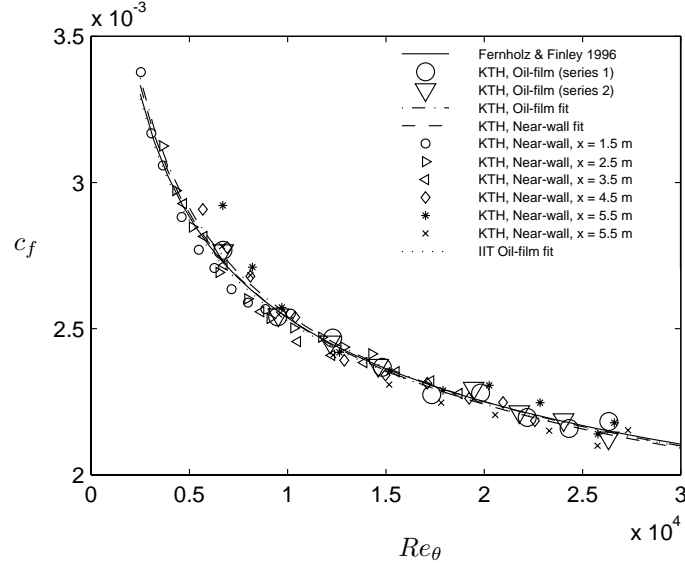 x 10⁻³
3.5
3
2.5
2
c_f
Fernholz & Finley 1996
KTH, Oil-film (series 1)
KTH, Oil-film (series 2)
KTH, Oil-film fit
KTH, Near-wall fit
KTH, Near-wall, x = 1.5 m
KTH, Near-wall, x = 2.5 m
KTH, Near-wall, x = 3.5 m
KTH, Near-wall, x = 4.5 m
KTH, Near-wall, x = 5.5 m
KTH, Near-wall, x = 5.5 m
IIT Oil-film fit
0 0.5 1 1.5 2 2.5 3
x 10⁴
Re_θ